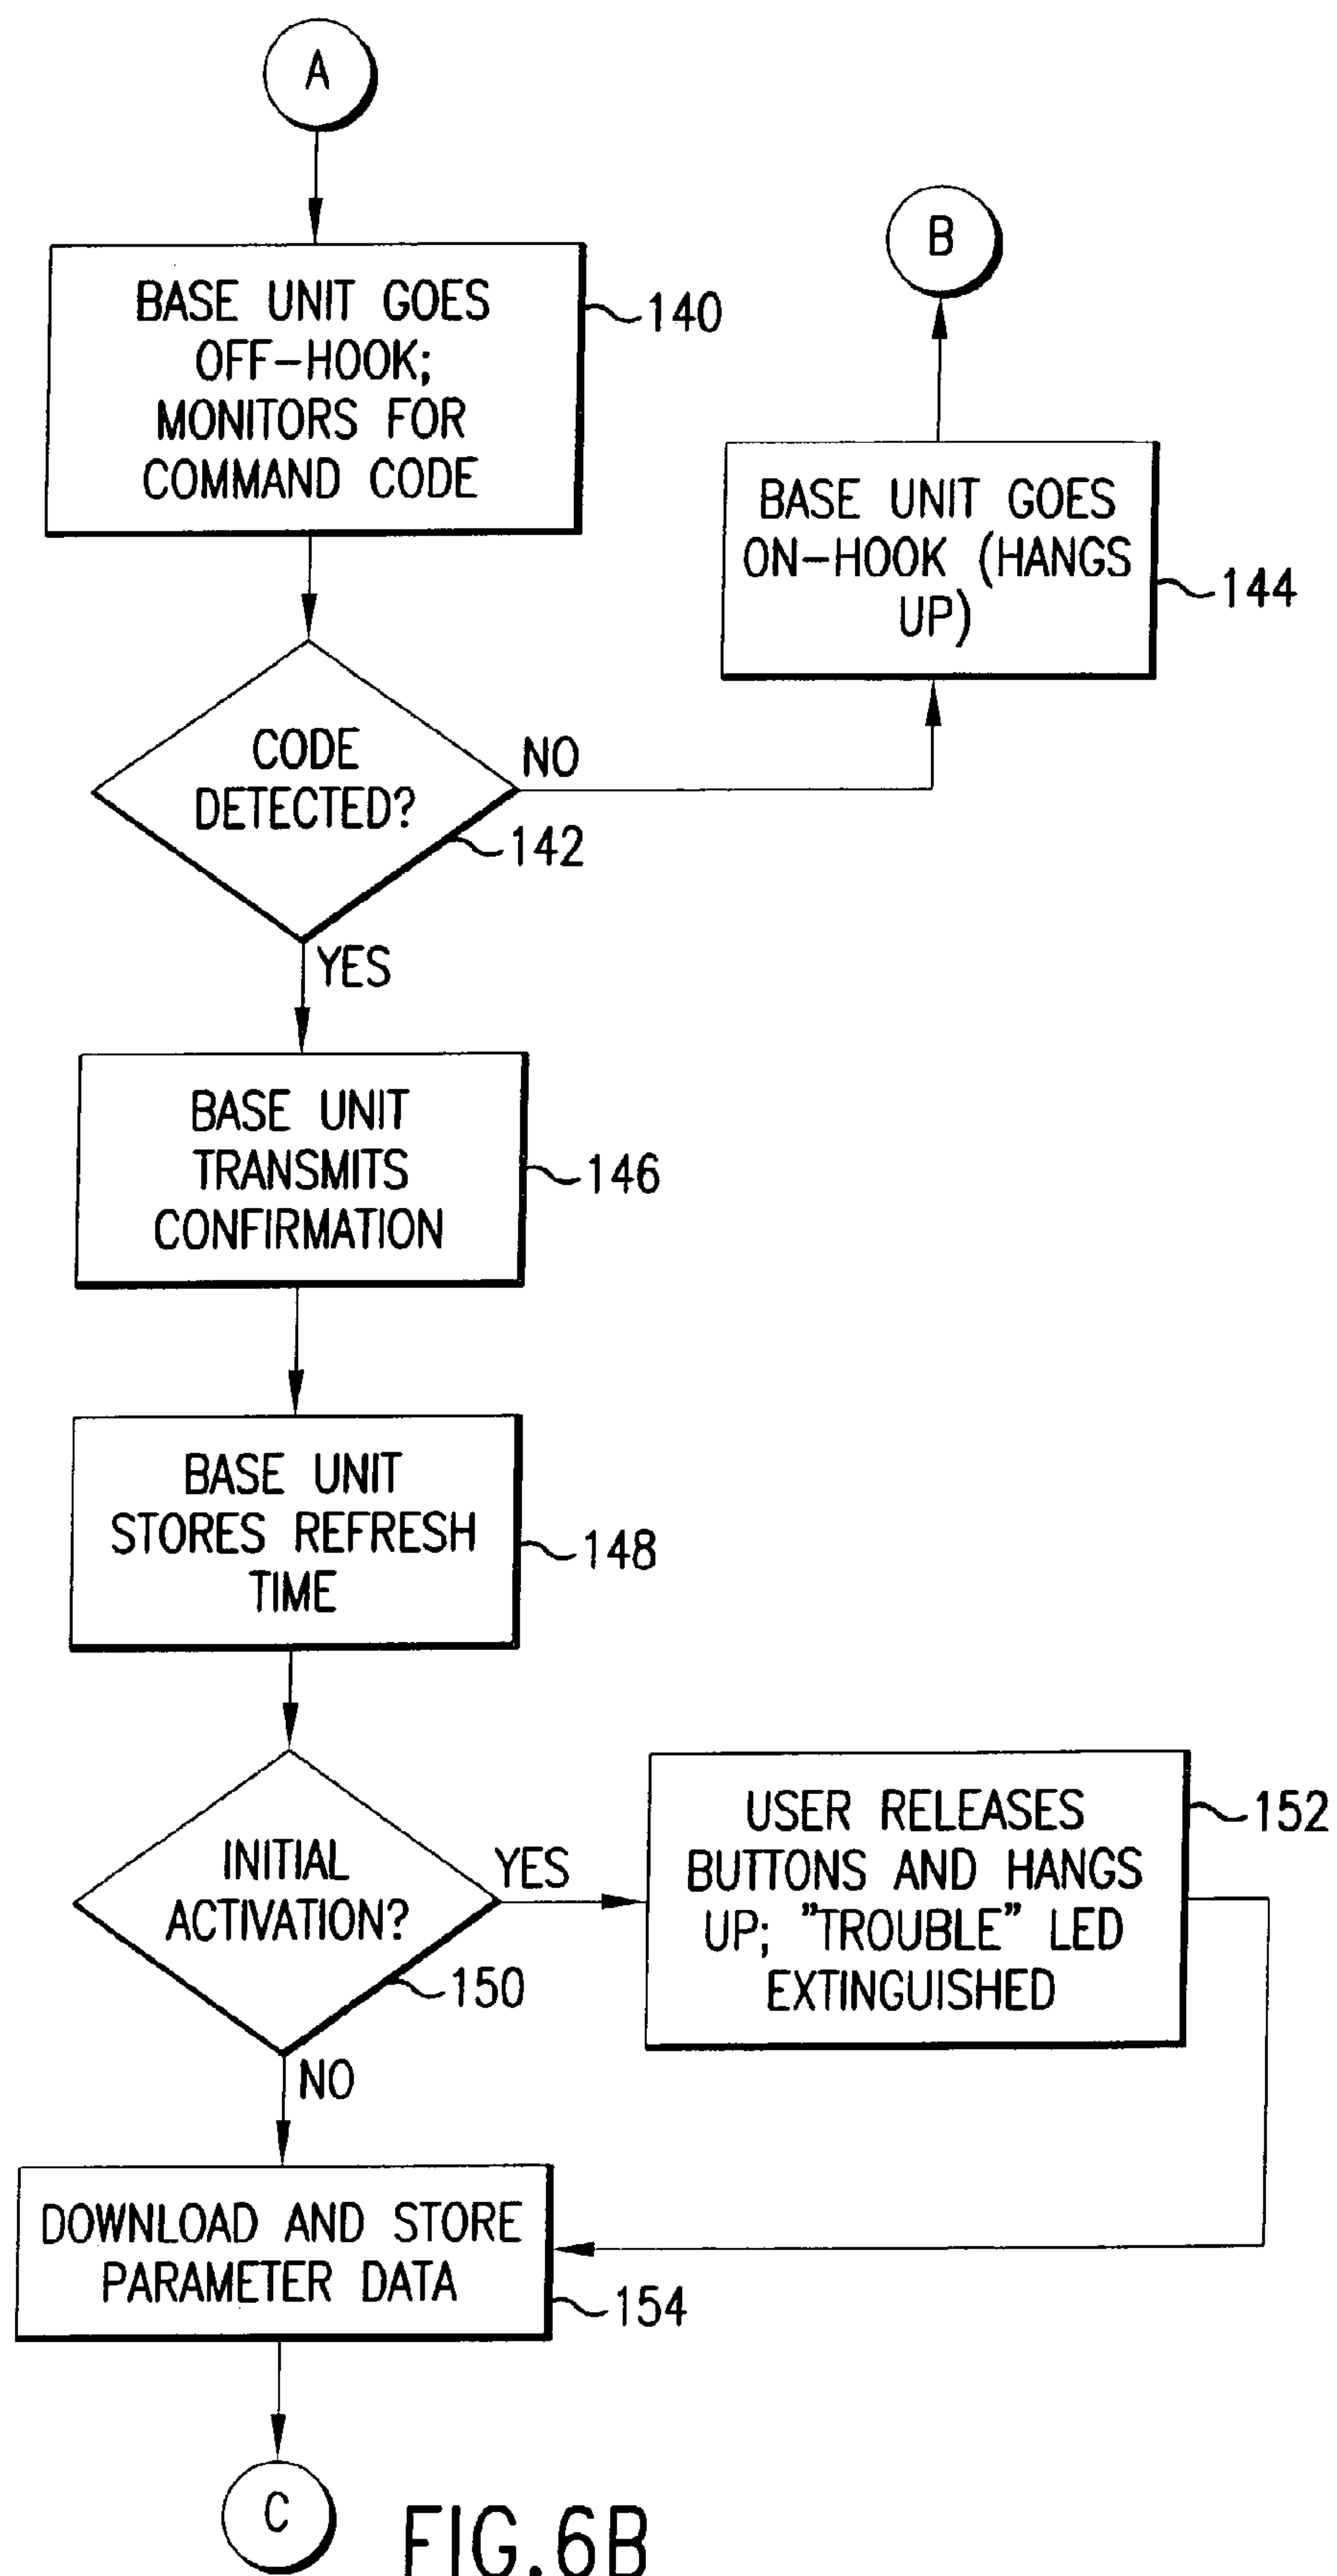 A
BASE UNIT GOES
OFF-HOOK;
MONITORS FOR
COMMAND CODE
140
B
BASE UNIT GOES
ON-HOOK (HANGS
UP)
144
CODE
DETECTED?
NO
142
YES
BASE UNIT
TRANSMITS
CONFIRMATION
146
BASE UNIT
STORES REFRESH
TIME
148
INITIAL
ACTIVATION?
YES
150
NO
USER RELEASES
BUTTONS AND HANGS
UP; "TROUBLE" LED
EXTINGUISHED
152
DOWNLOAD AND STORE
PARAMETER DATA
154
C
FIG.6B